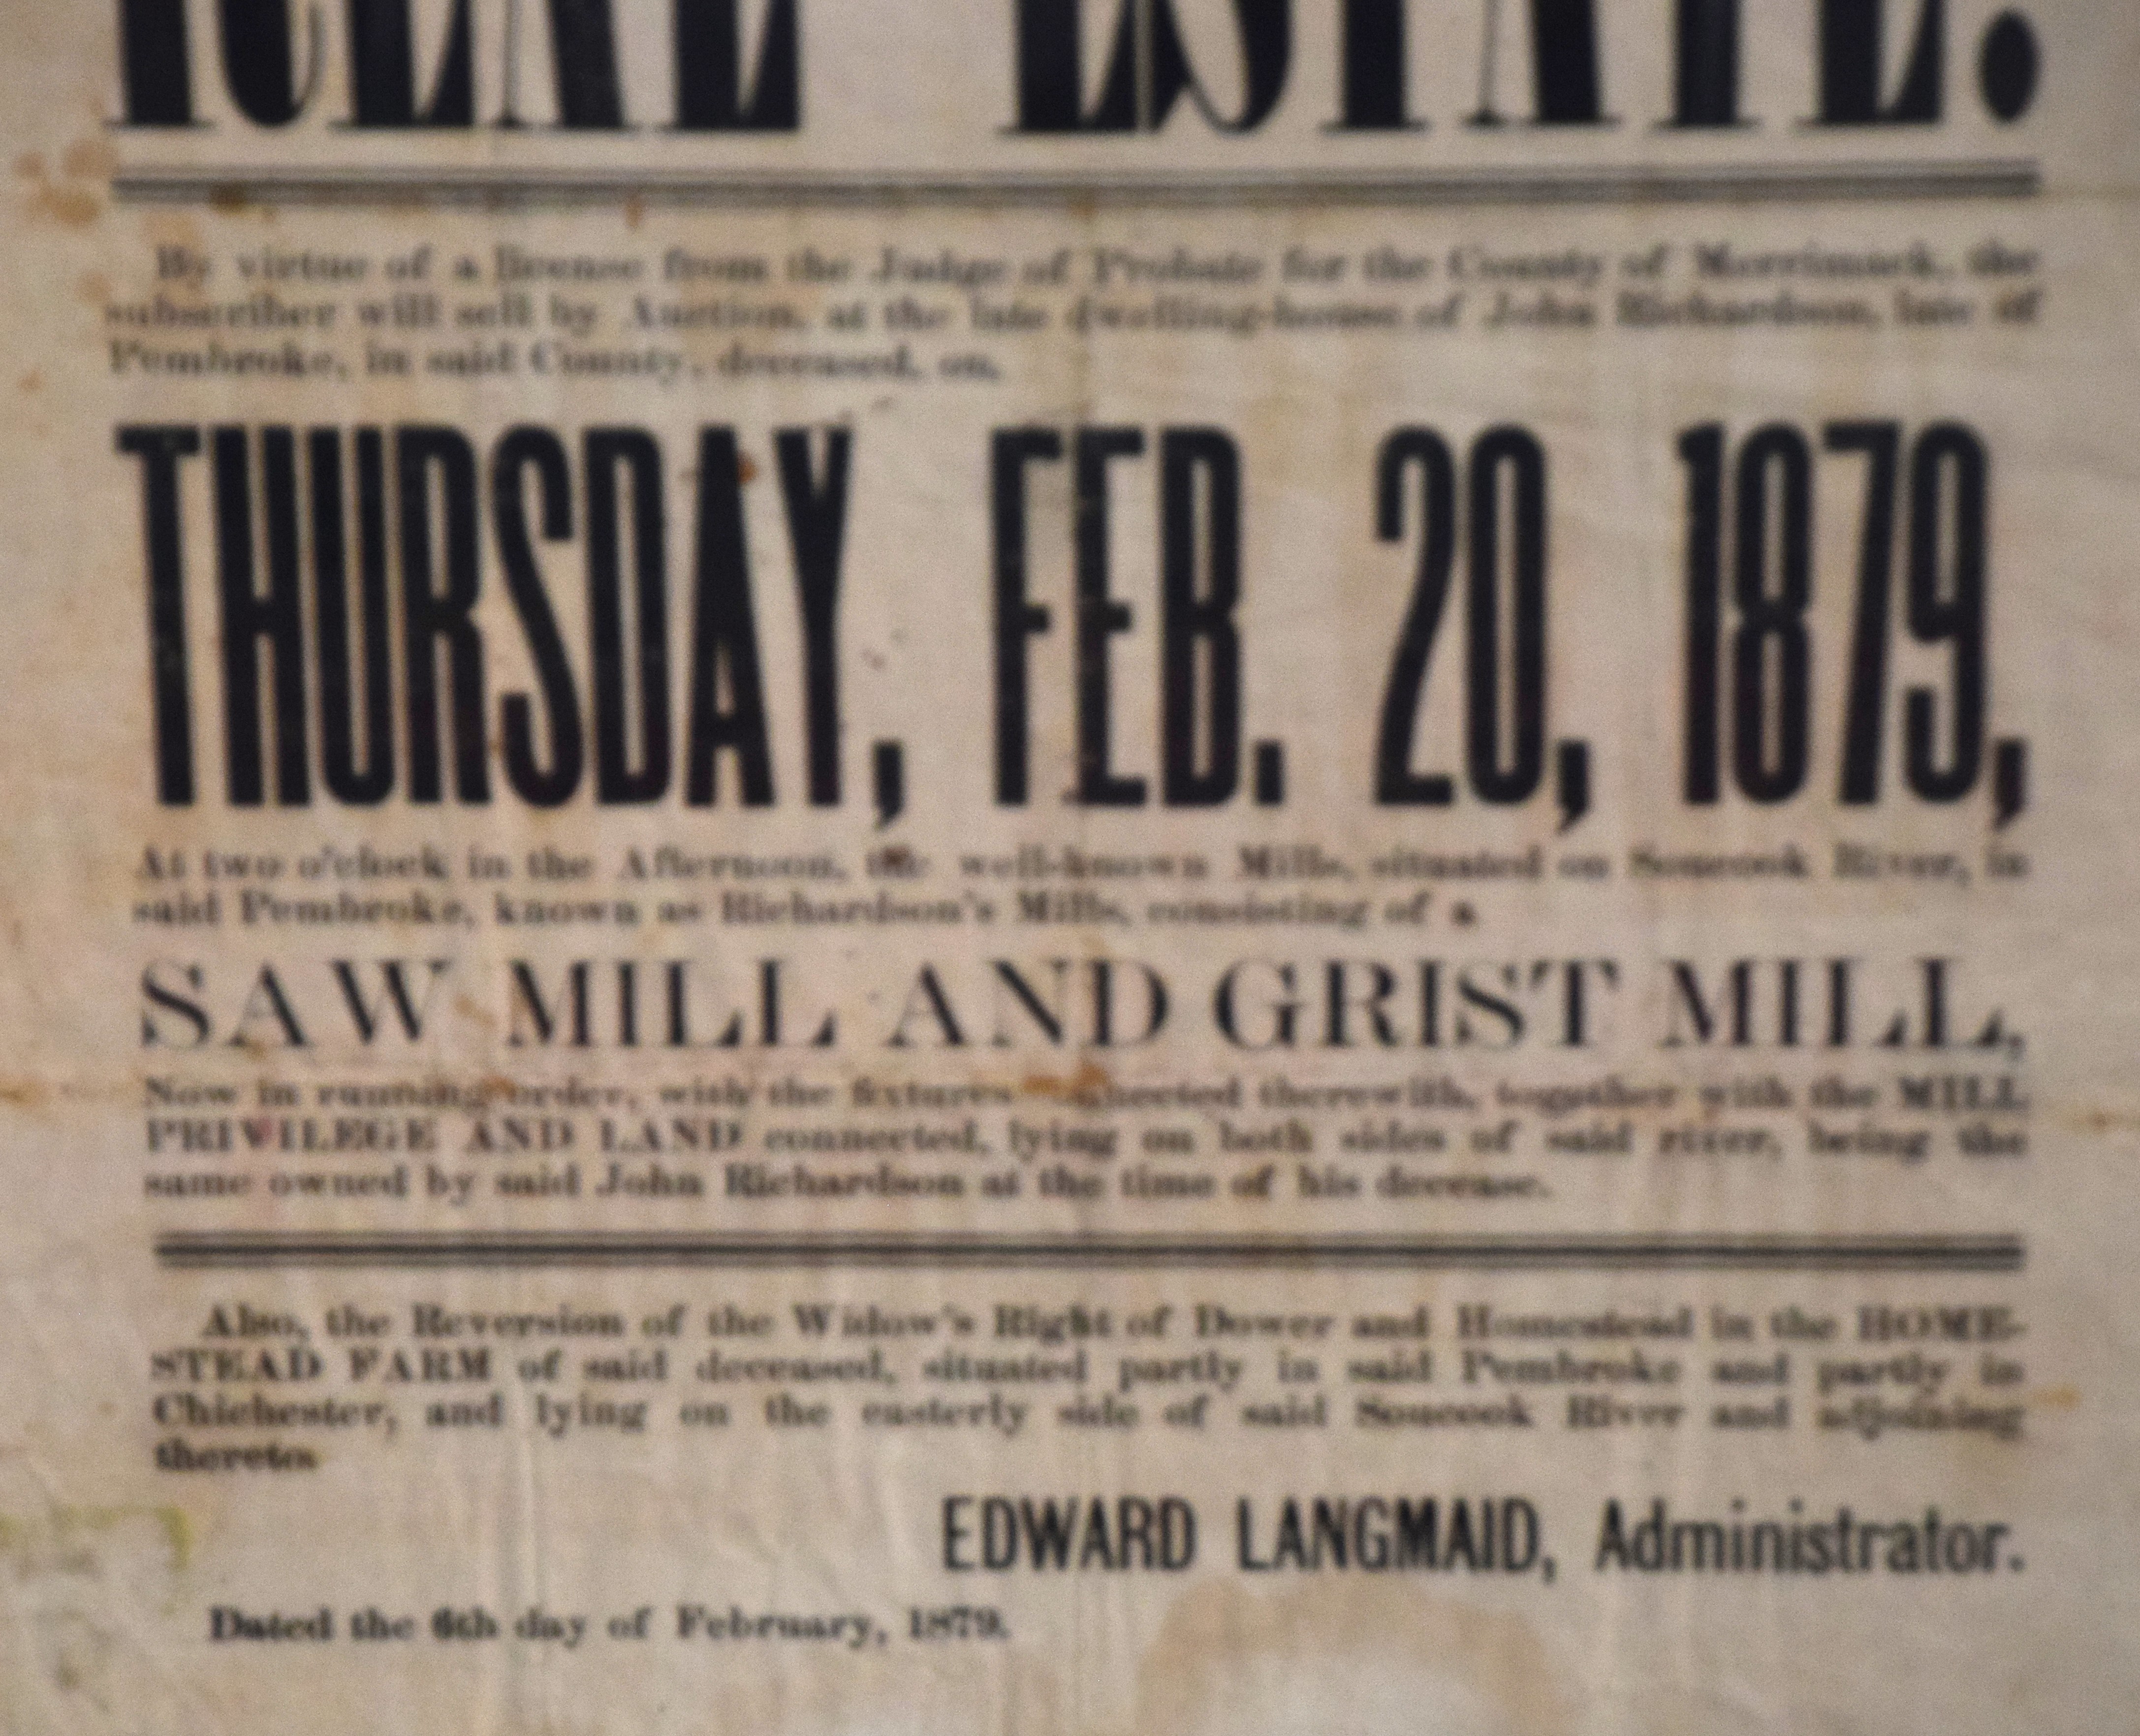 REAL ESTATE.
By virtue of a license from the Judge of Probate for the County of Merrimack, the
subscriber will sell by Auction, at the late dwelling-house of John Richardson, late of
Pembroke, in said County, deceased, on,
THURSDAY, FEB. 20, 1879,
At two o'clock in the Afternoon, the well-known Mills, situated on Soucook River, in
said Pembroke, known as Richardson's Mills, consisting of a
SAW MILL AND GRIST MILL,
Now in running order, with the fixtures connected therewith, together with the MILL
PRIVILEGE AND LAND connected, lying on both sides of said river, being the
same owned by said John Richardson at the time of his decease.
Also, the Reversion of the Widow's Right of Dower and Homestead in the HOME-
STEAD FARM of said deceased, situated partly in said Pembroke and partly in
Chichester, and lying on the easterly side of said Soucook River and adjoining
thereto.
EDWARD LANGMAID, Administrator.
Dated the 6th day of February, 1879.